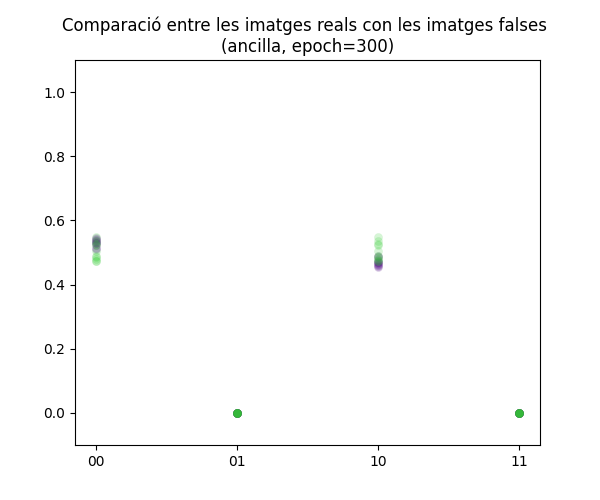 Comparació entre les imatges reals con les imatges falses
(ancilla, epoch=300)
1.0
0.8
0.6
0.4
0.2
0.0
00 01 10 11